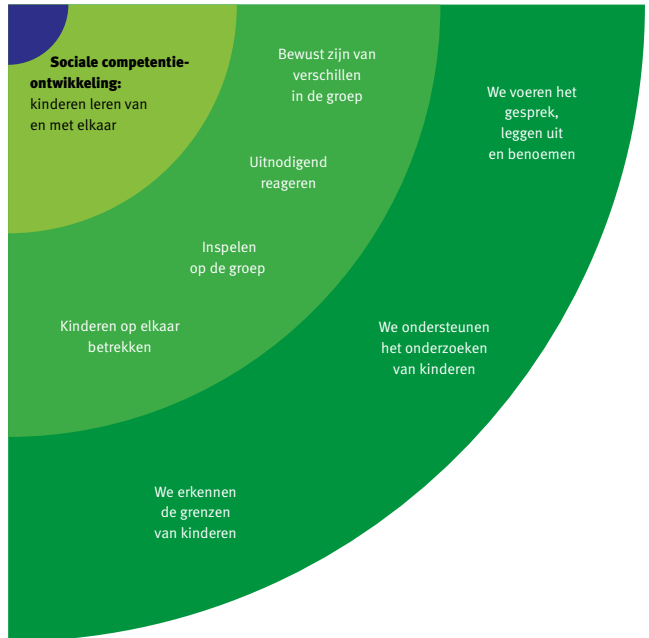 Sociale competentie-
ontwikkeling:
kinderen leren van
en met elkaar
Bewust zijn van
verschillen
in de groep
Uitnodigend
reageren
Inspelen
op de groep
Kinderen op elkaar
betrekken
We voeren het
gesprek,
leggen uit
en benoemen
We ondersteunen
het onderzoeken
van kinderen
We erkennen
de grenzen
van kinderen